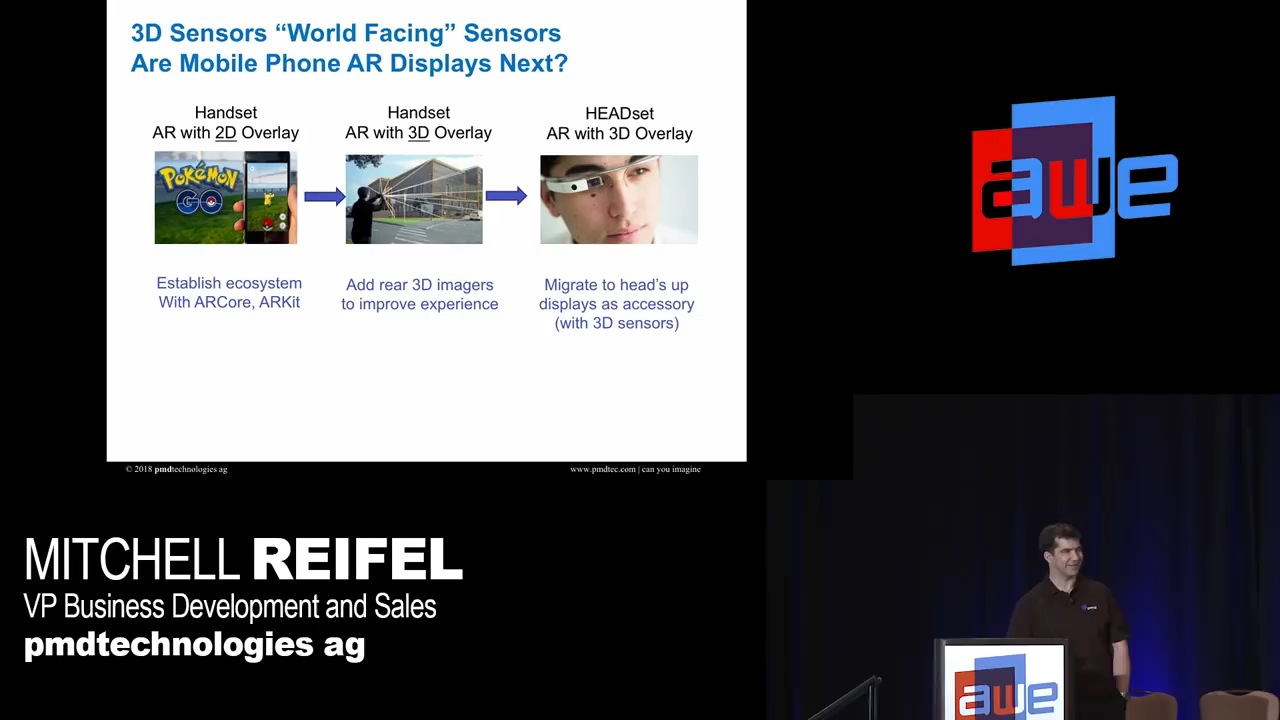 3D Sensors “World Facing” Sensors
Are Mobile Phone AR Displays Next?
Handset
AR with 2D Overlay
Handset
AR with 3D Overlay
HEADset
AR with 3D Overlay
POKÉMON
GO
Establish ecosystem
With ARCore, ARKit
Add rear 3D imagers
to improve experience
Migrate to head’s up
displays as accessory
(with 3D sensors)
© 2018 pmdtechnologies ag
www.pmdtec.com | can you imagine
awe
MITCHELL REIFEL
VP Business Development and Sales
pmdtechnologies ag
awe